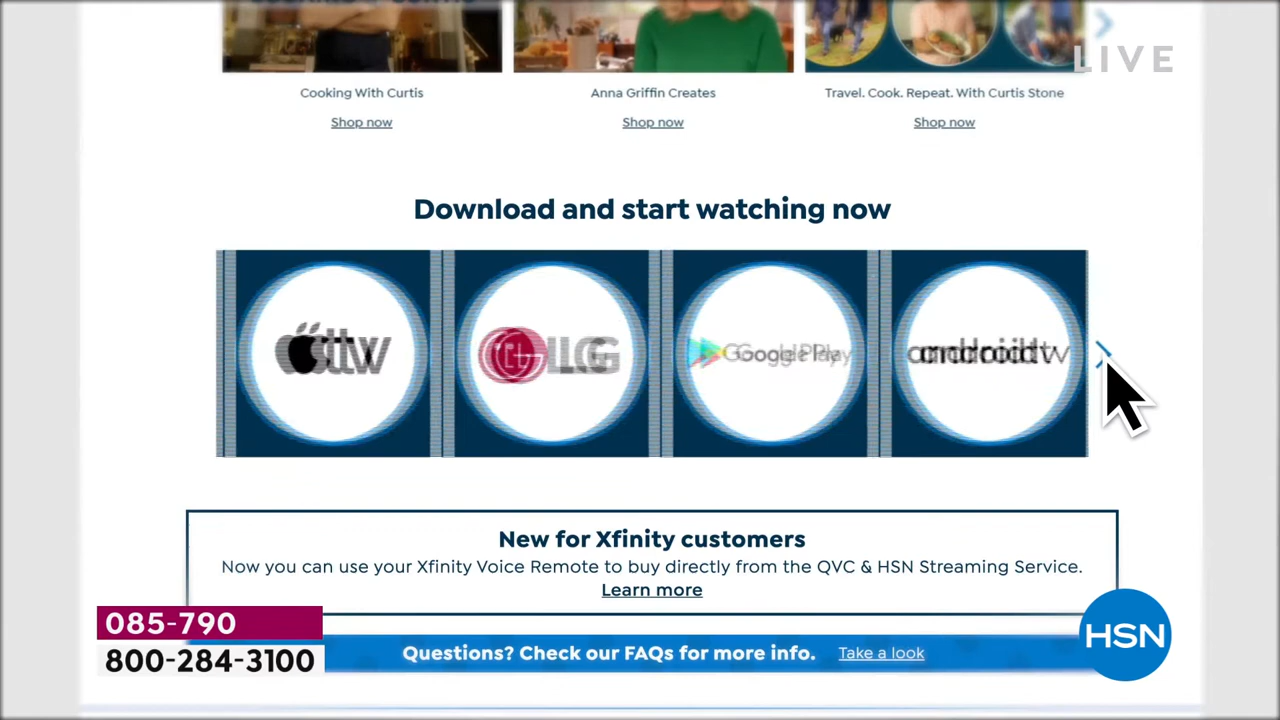 LIVE
Cooking With Curtis
Anna Griffin Creates
Travel. Cook. Repeat. With Curtis Stone
Shop now
Shop now
Shop now
Download and start watching now
tv
LG
Google Play
androidtv
New for Xfinity customers
Now you can use your Xfinity Voice Remote to buy directly from the QVC & HSN Streaming Service.
Learn more
085-790
800-284-3100
Questions? Check our FAQs for more info. Take a look
HSN